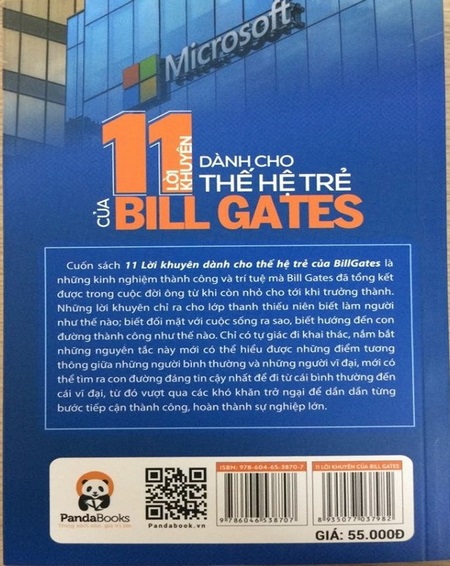 Microsoft
11 LỜI KHUYÊN
DÀNH CHO
THẾ HỆ TRẺ
CỦA BILL GATES
Cuốn sách 11 Lời khuyên dành cho thế hệ trẻ của BillGates là
những kinh nghiệm thành công và trí tuệ mà Bill Gates đã tổng kết
được trong cuộc đời ông từ khi còn nhỏ cho tới khi trưởng thành.
Những lời khuyên chỉ ra cho lớp thanh thiếu niên biết làm người
như thế nào; biết đối mặt với cuộc sống ra sao, biết hướng đến con
đường thành công như thế nào. Chỉ có tự giác đi khai thác, nắm bắt
những nguyên tắc này mới có thể hiểu được những điểm tương
thông giữa những người bình thường và những người vĩ đại, mới có
thể tìm ra con đường đáng tin cậy nhất để đi từ cái bình thường đến
cái vĩ đại, từ đó vượt qua các khó khăn trở ngại để dần dần từng
bước tiếp cận thành công, hoàn thành sự nghiệp lớn.
PandaBooks
Pandabook.vn
ISBN: 978-604-65-3870-7
9786046538707
11 LỜI KHUYÊN CỦA BILL GATES
8935077037982
GIÁ: 55.000Đ